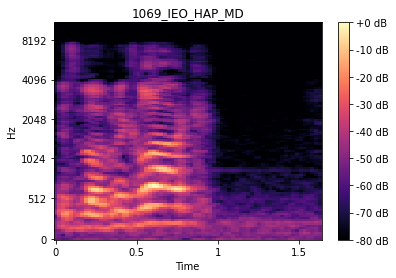 1069_IEO_HAP_MD
8192
4096
2048
1024
512
0
Hz
0
0.5
1
1.5
Time
+0 dB
-10 dB
-20 dB
-30 dB
-40 dB
-50 dB
-60 dB
-70 dB
-80 dB